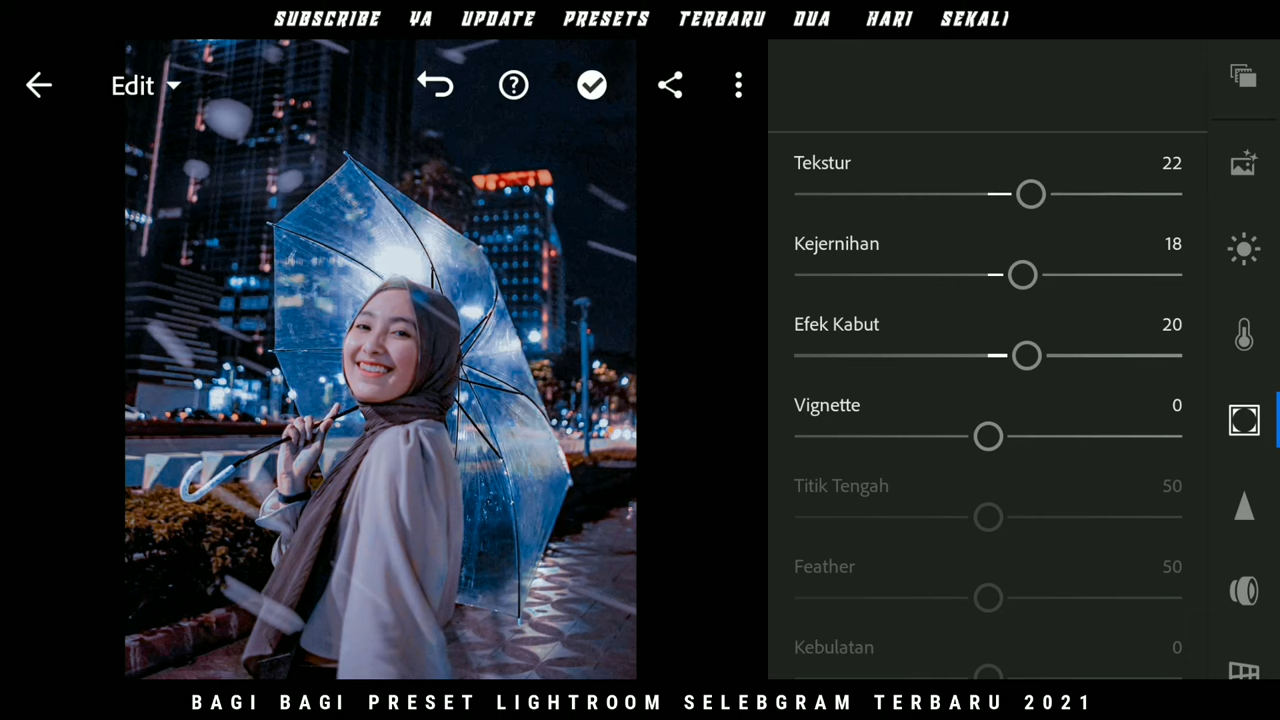 SUBSCRIBE YA UPDATE PRESETS TERBARU DUA HARI SEKALI
Edit
Tekstur 22
Kejernihan 18
Efek Kabut 20
Vignette 0
Titik Tengah 50
Feather 50
Kebulatan 0
BAGI BAGI PRESET LIGHTROOM SELEBGRAM TERBARU 2021